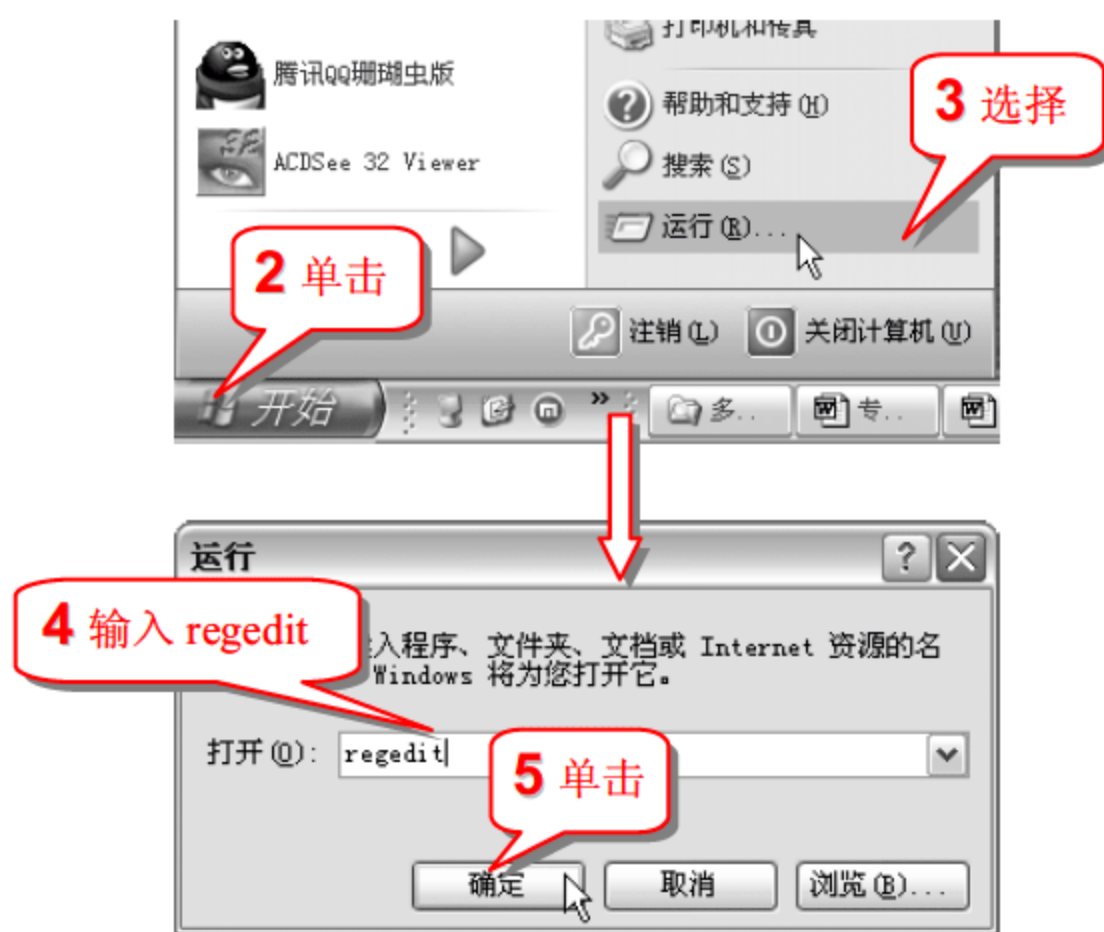 打印机和传真
腾讯QQ珊瑚虫版
帮助和支持(H)
3 选择
ACDSee 32 Viewer
搜索(S)
运行(R)...
2 单击
注销(L)
关闭计算机(U)
开始
»
多..
专..
运行
4 输入 regedit
入程序、文件夹、文档或 Internet 资源的名
Windows 将为您打开它。
打开(O):
regedit
5 单击
确定
取消
浏览(B)...